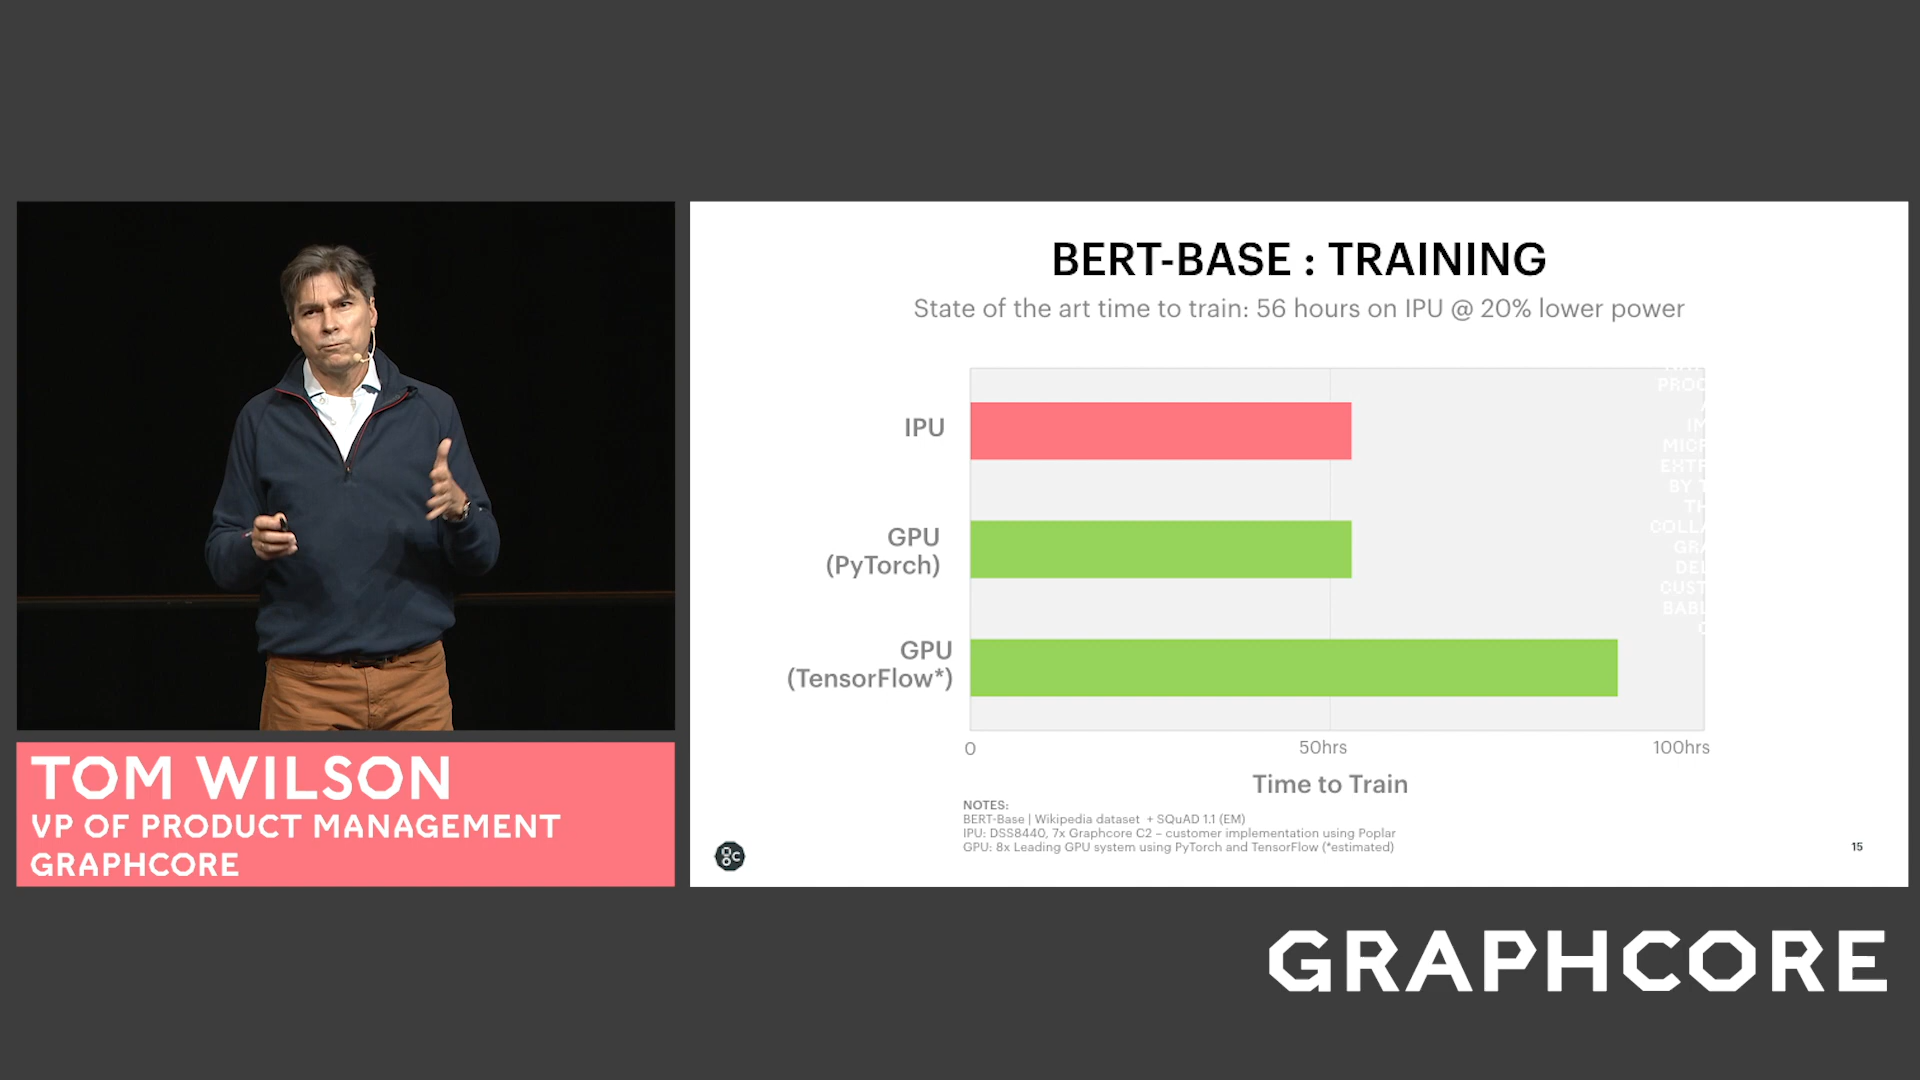 TOM WILSON
VP OF PRODUCT MANAGEMENT
GRAPHCORE
BERT-BASE : TRAINING
State of the art time to train: 56 hours on IPU @ 20% lower power
IPU
GPU
(PyTorch)
GPU
(TensorFlow*)
0
50hrs
100hrs
Time to Train
NOTES:
BERT-Base | Wikipedia dataset + SQuAD 1.1 (EM)
IPU: DSS8440, 7x Graphcore C2 – customer implementation using Poplar
GPU: 8x Leading GPU system using PyTorch and TensorFlow (*estimated)
15
GRAPHCORE